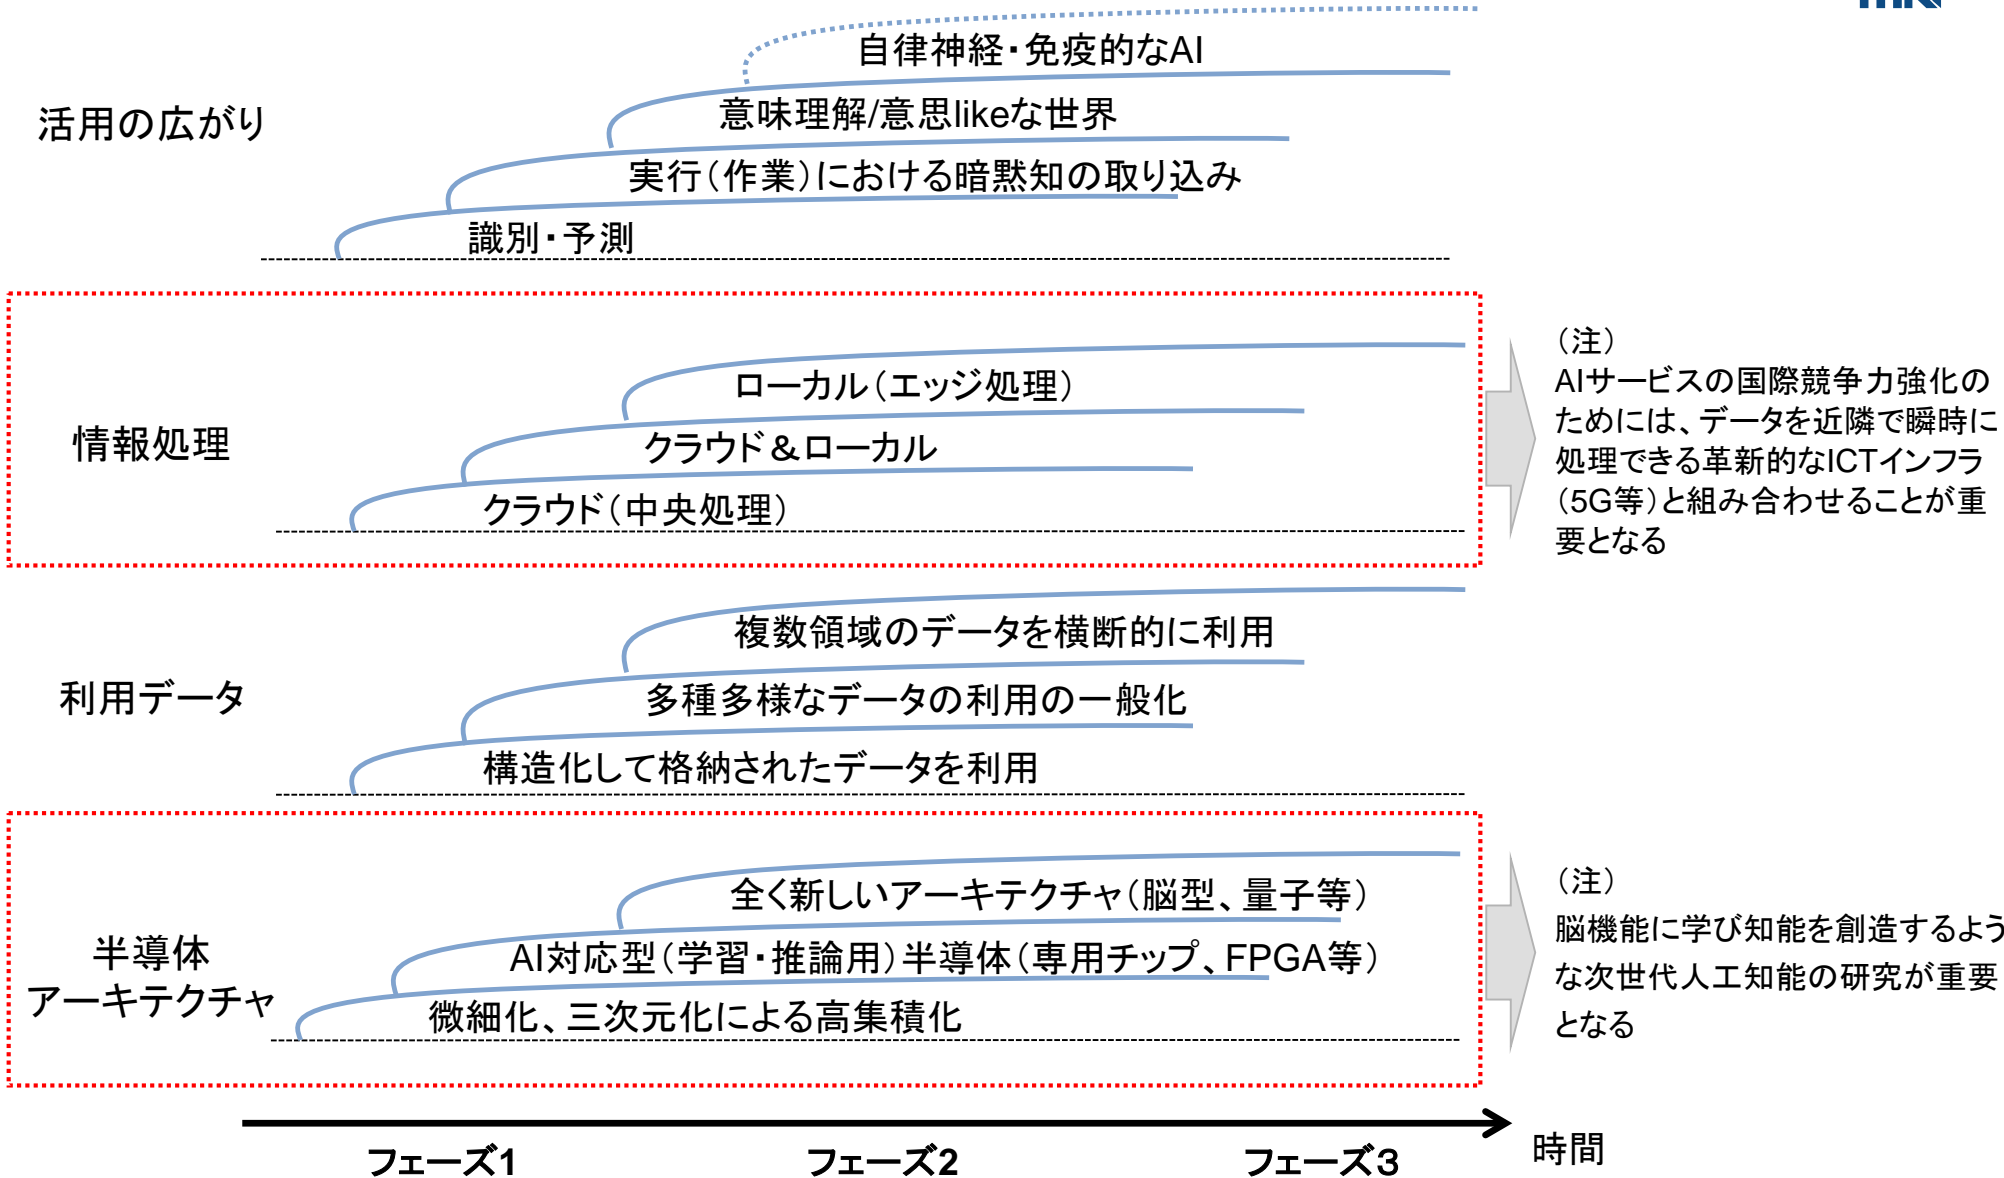 自律神経・免疫的なAI
活用の広がり
意味理解/意思likeな世界
実行（作業）における暗黙知の取り込み
識別・予測
情報処理
ローカル（エッジ処理）
クラウド＆ローカル
クラウド（中央処理）
（注）
AIサービスの国際競争力強化の
ためには、データを近隣で瞬時に
処理できる革新的なICTインフラ
（5G等）と組み合わせることが重
要となる
利用データ
複数領域のデータを横断的に利用
多種多様なデータの利用の一般化
構造化して格納されたデータを利用
半導体
アーキテクチャ
全く新しいアーキテクチャ（脳型、量子等）
AI対応型（学習・推論用）半導体（専用チップ、FPGA等）
微細化、三次元化による高集積化
（注）
脳機能に学び知能を創造するよう
な次世代人工知能の研究が重要
となる
フェーズ1
フェーズ2
フェーズ３
時間